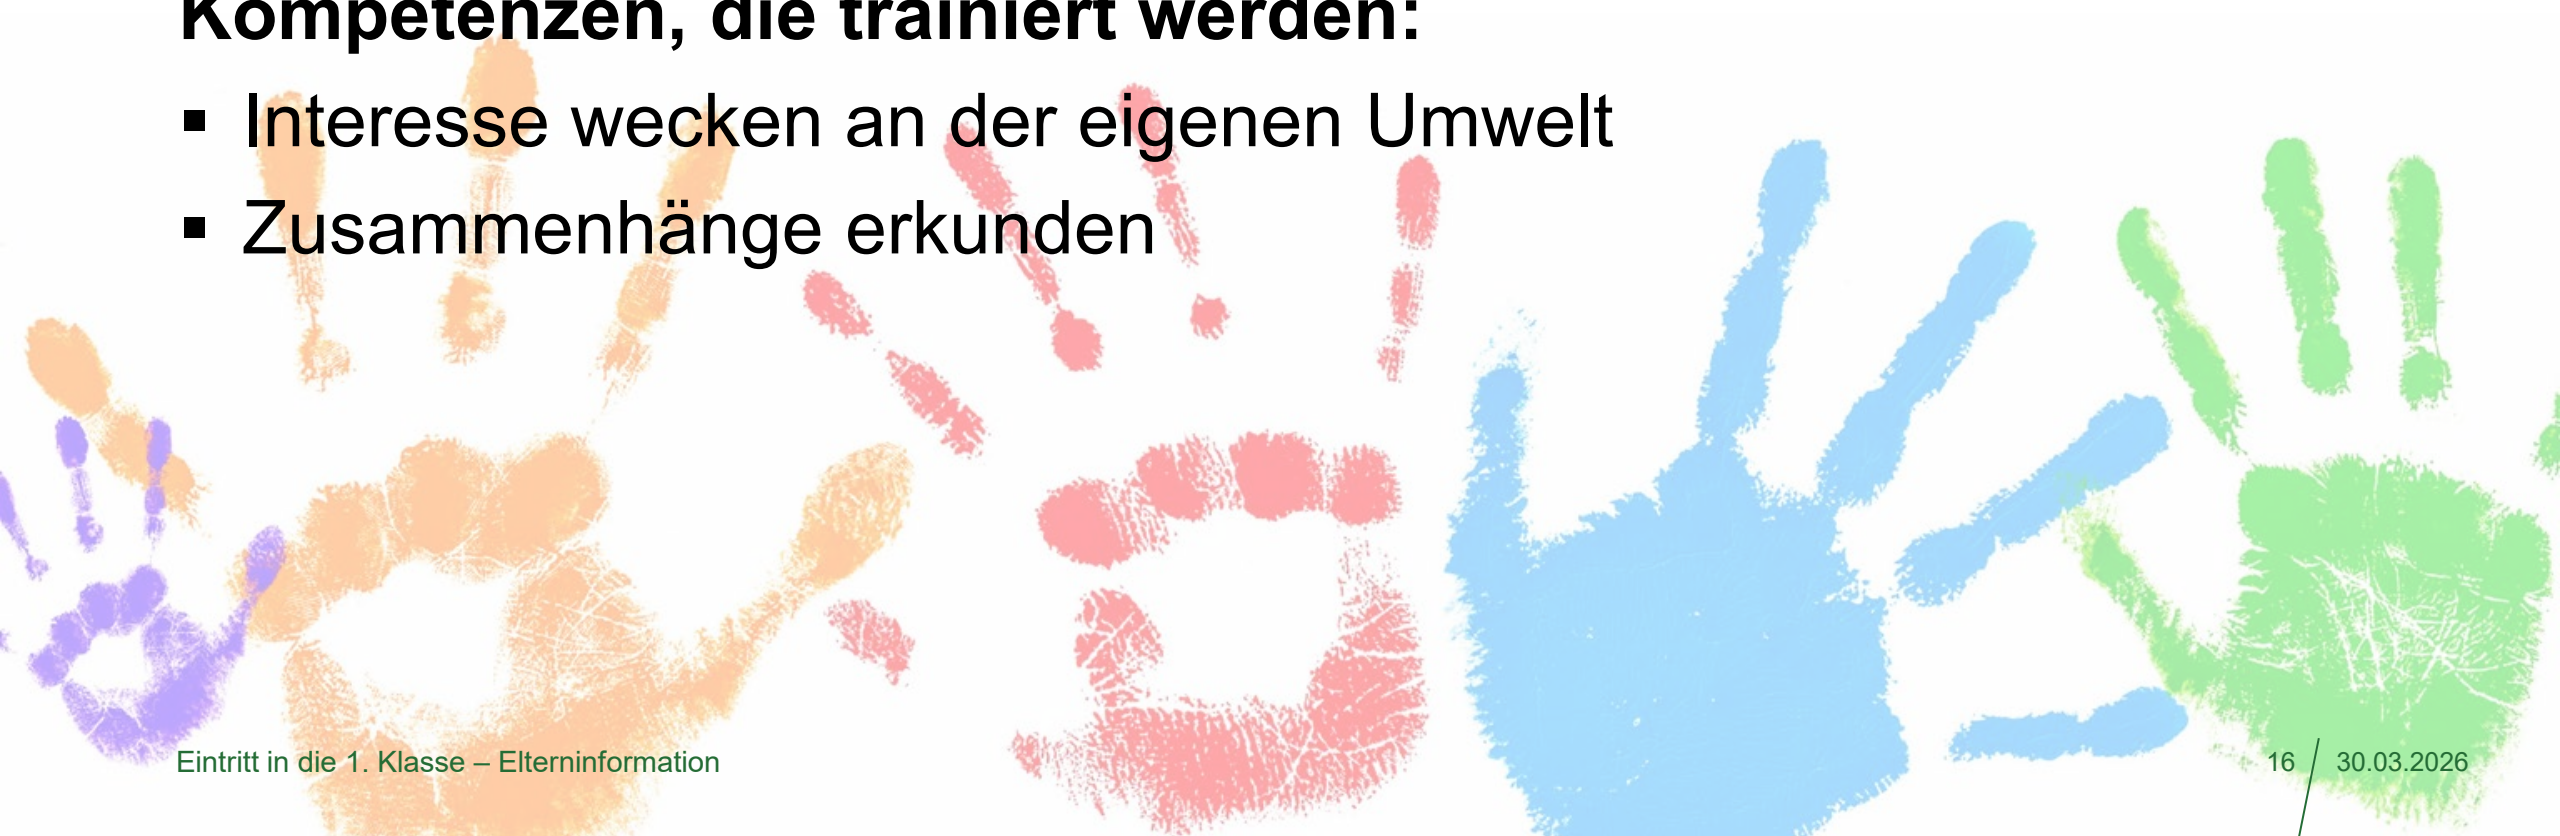 Kompetenzen, die trainiert werden:
▪ Interesse wecken an der eigenen Umwelt
▪ Zusammenhänge erkunden
Eintritt in die 1. Klasse – Elterninformation
16 / 30.03.2026